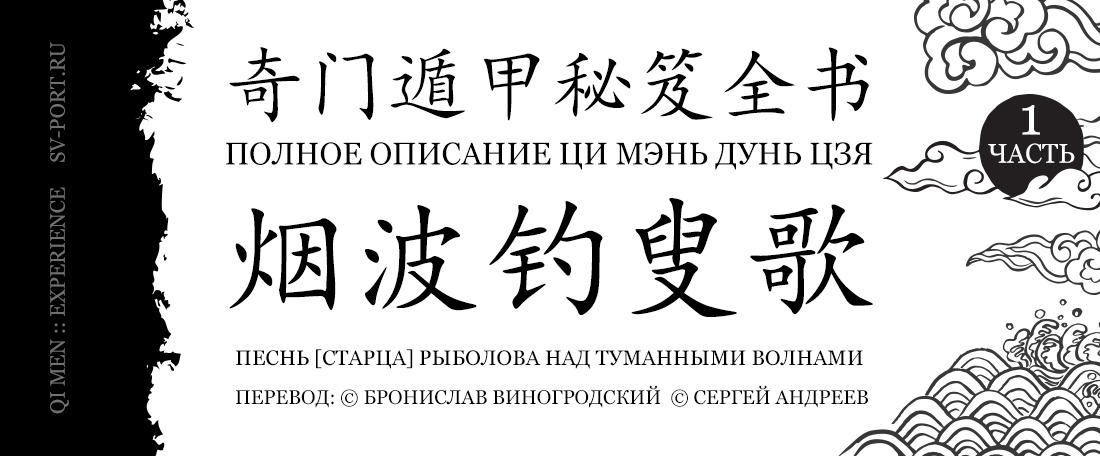 QI MEN :: EXPERIENCE SV-PORT.RU
奇门遁甲秘笈全书
ПОЛНОЕ ОПИСАНИЕ ЦИ МЭНЬ ДУНЬ ЦЗЯ
1
ЧАСТЬ
烟波钓叟歌
ПЕСНЬ [СТАРЦА] РЫБОЛОВА НАД ТУМАННЫМИ ВОЛНАМИ
ПЕРЕВОД: © БРОНИСЛАВ ВИНОГРОДСКИЙ © СЕРГЕЙ АНДРЕЕВ